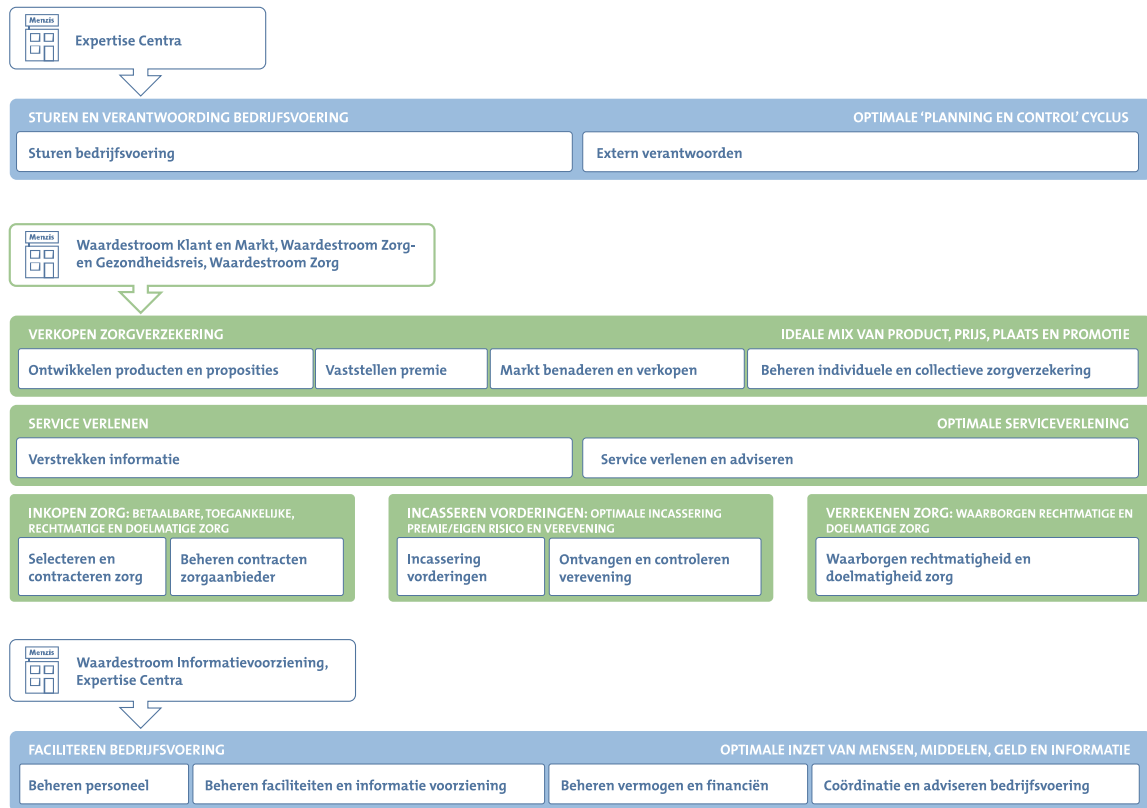 Menzis
Expertise Centra
STUREN EN VERANTWOORDING BEDRIJFSVOERING
OPTIMALE ‘PLANNING EN CONTROL’ CYCLUS
Sturen bedrijfsvoering
Extern verantwoorden
Menzis
Waardestroom Klant en Markt, Waardestroom Zorg-
en Gezondheidsreis, Waardestroom Zorg
VERKOPEN ZORGVERZEKERING
IDEALE MIX VAN PRODUCT, PRIJS, PLAATS EN PROMOTIE
Ontwikkelen producten en proposities
Vaststellen premie
Markt benaderen en verkopen
Beheren individuele en collectieve zorgverzekering
SERVICE VERLENEN
OPTIMALE SERVICEVERLENING
Verstrekken informatie
Service verlenen en adviseren
INKOPEN ZORG: BETAALBARE, TOEGANKELIJKE,
RECHTMATIGE EN DOELMATIGE ZORG
Selecteren en
contracteren zorg
Beheren contracten
zorgaanbieder
INCASSEREN VORDERINGEN: OPTIMALE INCASSERING
PREMIE/EIGEN RISICO EN VEREVENING
Incassering
vorderingen
Ontvangen en controleren
verevening
VERREKENEN ZORG: WAARBORGEN RECHTMATIGE EN
DOELMATIGE ZORG
Waarborgen rechtmatigheid en
doelmatigheid zorg
Menzis
Waardestroom Informatievoorziening,
Expertise Centra
FACILITEREN BEDRIJFSVOERING
OPTIMALE INZET VAN MENSEN, MIDDELEN, GELD EN INFORMATIE
Beheren personeel
Beheren faciliteiten en informatie voorziening
Beheren vermogen en financiën
Coördinatie en adviseren bedrijfsvoering